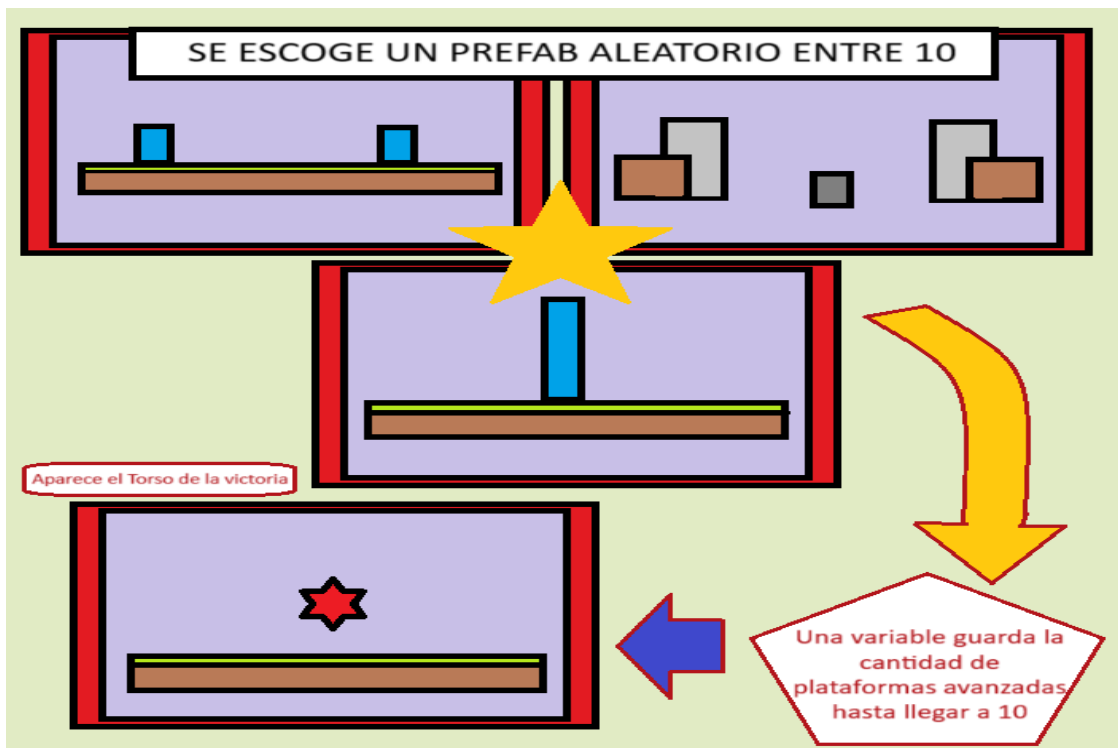 SE ESCOGE UN PREFAB ALEATORIO ENTRE 10
Aparece el Torso de la victoria
Una variable guarda la
cantidad de
plataformas avanzadas
hasta llegar a 10